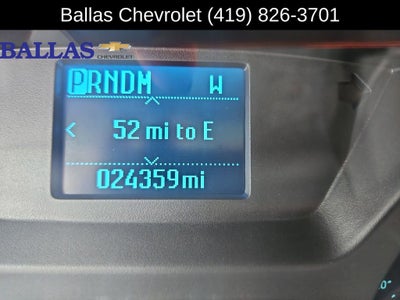 Ballas Chevrolet (419) 826-3701
BALLAS
CHEVROLET
PRNDM W
< 52 mi to E
024359mi